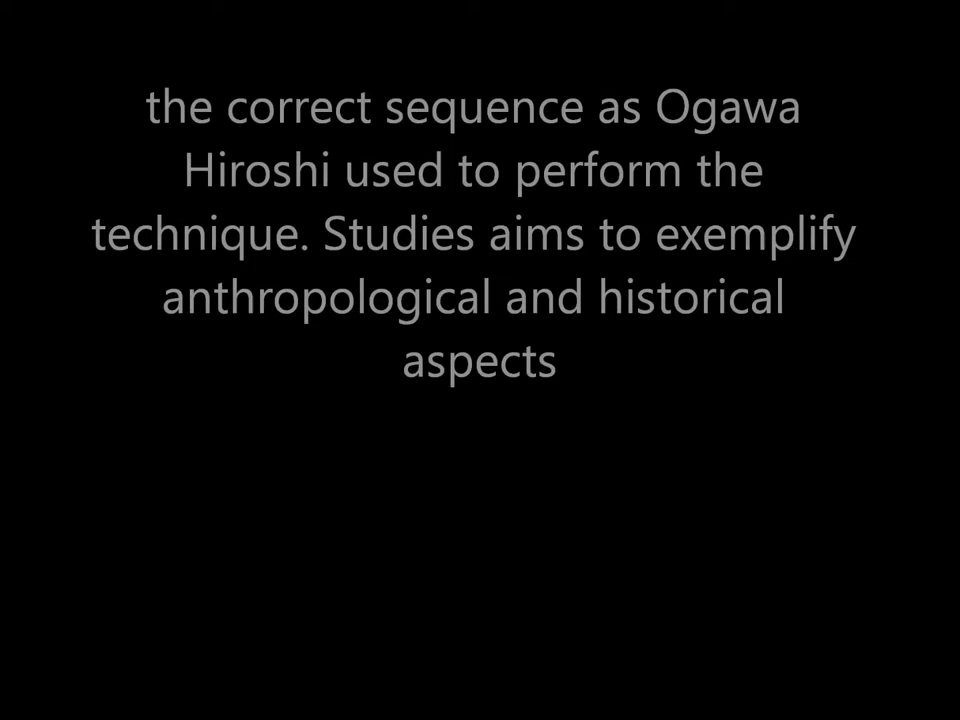 the correct sequence as Ogawa
Hiroshi used to perform the
technique. Studies aims to exemplify
anthropological and historical
aspects